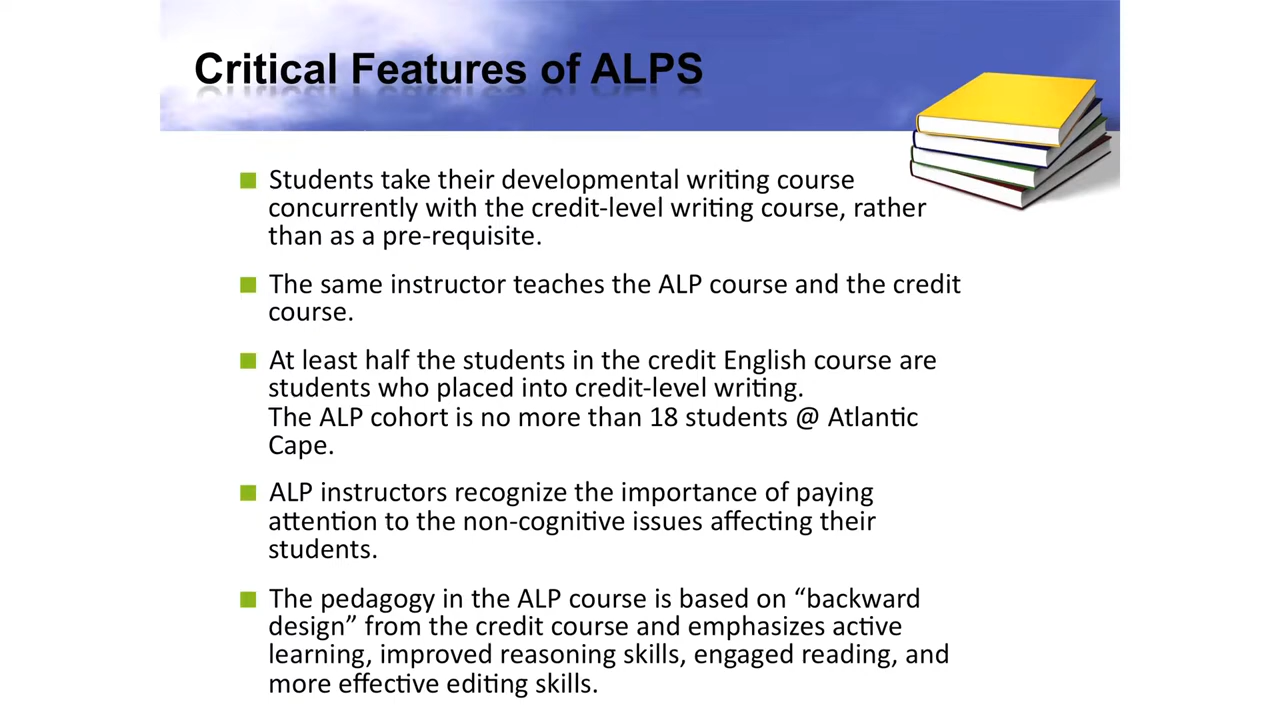 Critical Features of ALPS
Students take their developmental writing course
concurrently with the credit-level writing course, rather
than as a pre-requisite.
The same instructor teaches the ALP course and the credit
course.
At least half the students in the credit English course are
students who placed into credit-level writing.
The ALP cohort is no more than 18 students @ Atlantic
Cape.
ALP instructors recognize the importance of paying
attention to the non-cognitive issues affecting their
students.
The pedagogy in the ALP course is based on “backward
design” from the credit course and emphasizes active
learning, improved reasoning skills, engaged reading, and
more effective editing skills.